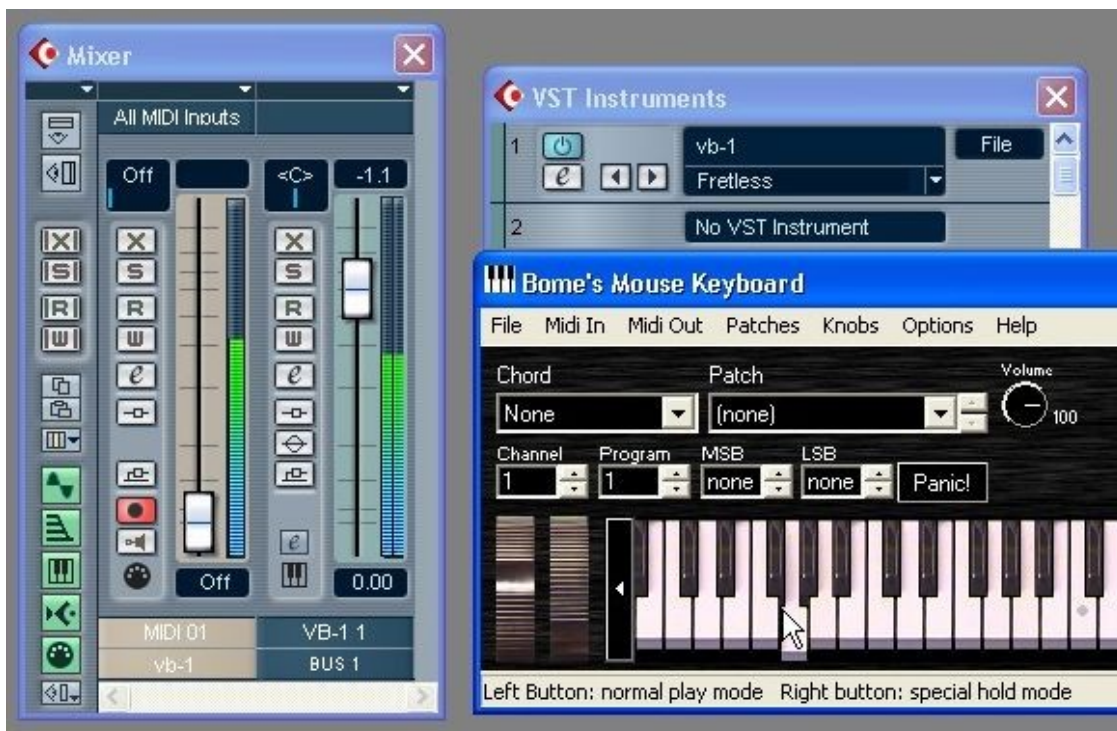 Mixer
All MIDI Inputs
Off
<C> -1.1
X X
S S
R R
W W
e e
|X|
|S|
|R|
|W|
e
Off 0.00
MIDI 01 VB-1 1
vb-1 BUS 1
VST Instruments
1 vb-1 File
e Fretless
2 No VST Instrument
Bome's Mouse Keyboard
File Midi In Midi Out Patches Knobs Options Help
Chord Patch Volume
None (none) 100
Channel Program MSB LSB
1 1 none none Panic!
Left Button: normal play mode Right button: special hold mode